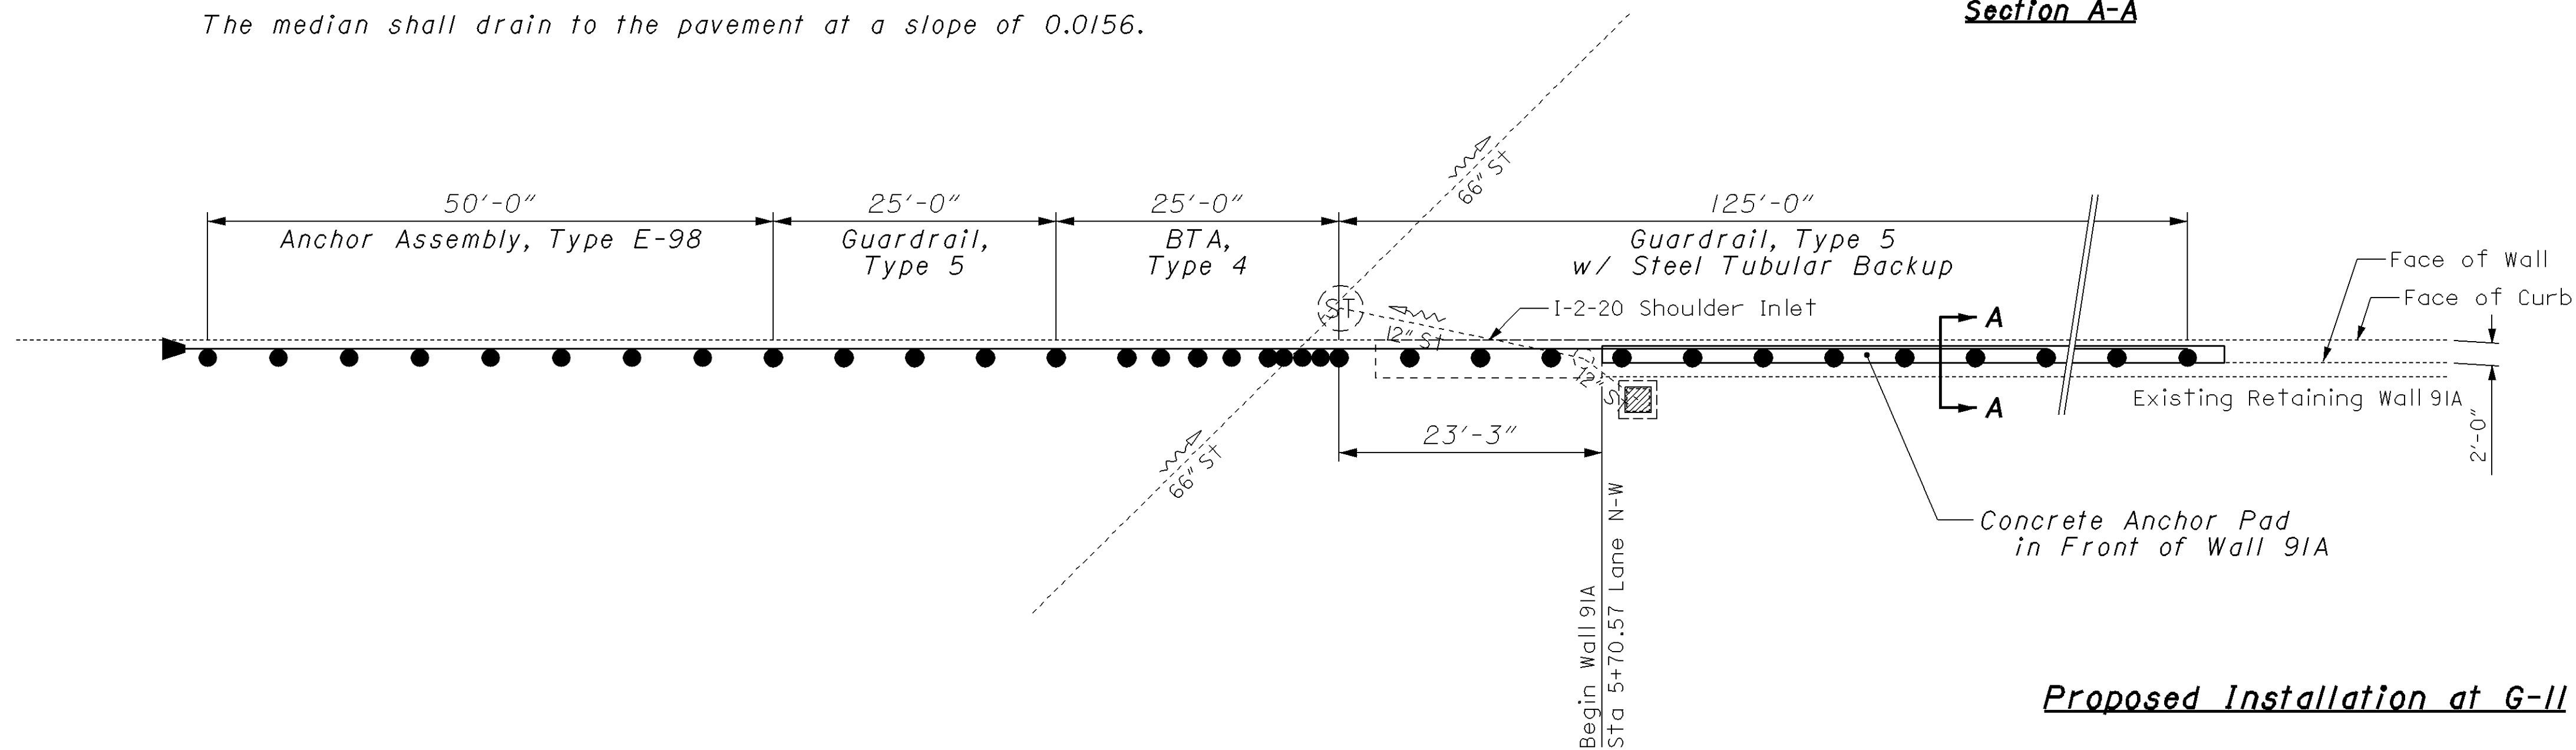 The median shall drain to the pavement at a slope of 0.0156.
Section A-A
50'-0"
25'-0"
25'-0"
125'-0"
Anchor Assembly, Type E-98
Guardrail,
Type 5
BTA,
Type 4
Guardrail, Type 5
w/ Steel Tubular Backup
66" ST
Face of Wall
Face of Curb
ST
12" ST
I-2-20 Shoulder Inlet
A
12" ST
A
Existing Retaining Wall 91A
2'-0"
23'-3"
66" ST
Concrete Anchor Pad
in Front of Wall 91A
Begin Wall 91A
Sta 5+70.57 Lane N-W
Proposed Installation at G-11